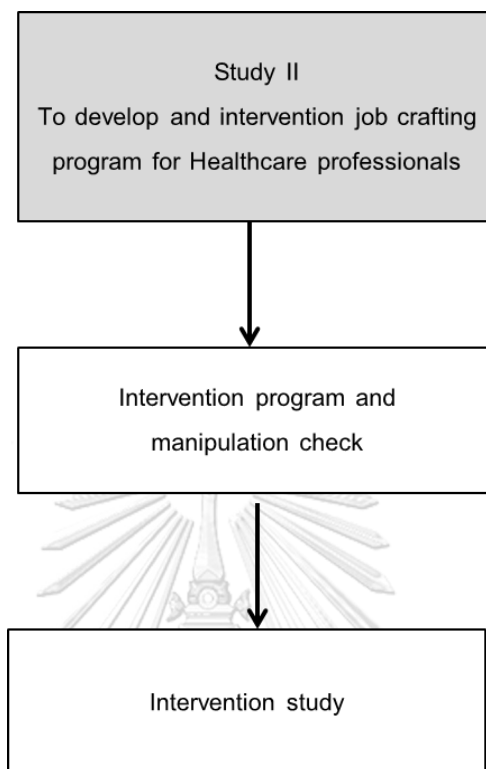 Study II
To develop and intervention job crafting
program for Healthcare professionals
Intervention program and
manipulation check
Intervention study